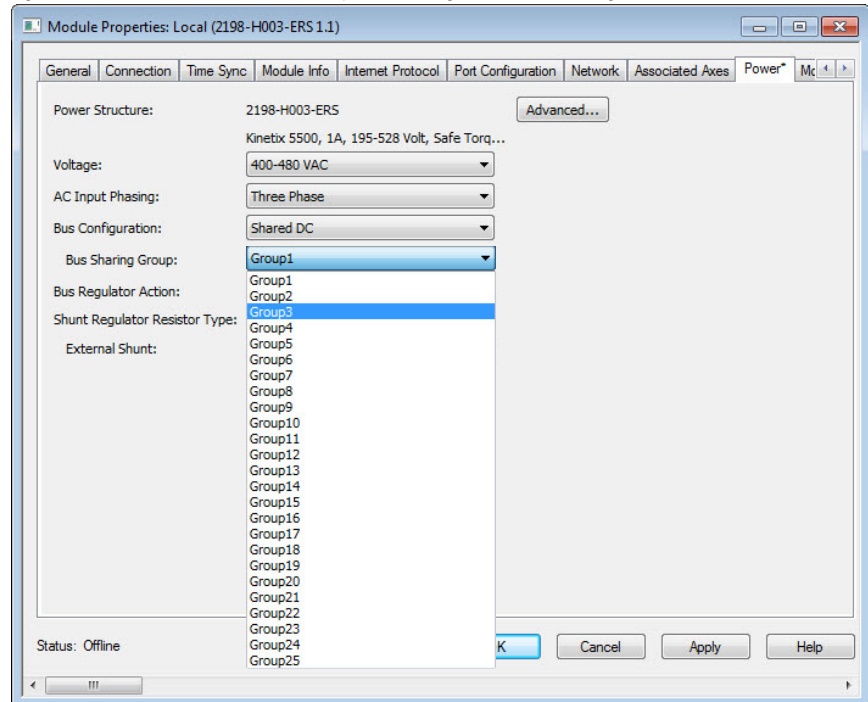 Module Properties: Local (2198-H003-ERS 1.1)
General Connection Time Sync Module Info Internet Protocol Port Configuration Network Associated Axes Power*
Power Structure: 2198-H003-ERS Advanced...
Kinetix 5500, 1A, 195-528 Volt, Safe Torq...
Voltage: 400-480 VAC
AC Input Phasing: Three Phase
Bus Configuration: Shared DC
Bus Sharing Group: Group1
Group1
Bus Regulator Action: Group2
Shunt Regulator Resistor Type: Group3
Group4
External Shunt: Group5
Group6
Group7
Group8
Group9
Group10
Group11
Group12
Group13
Group14
Group15
Group16
Group17
Group18
Group19
Group20
Group21
Group22
Group23
Status: Offline Group24 K Cancel Apply Help
Group25